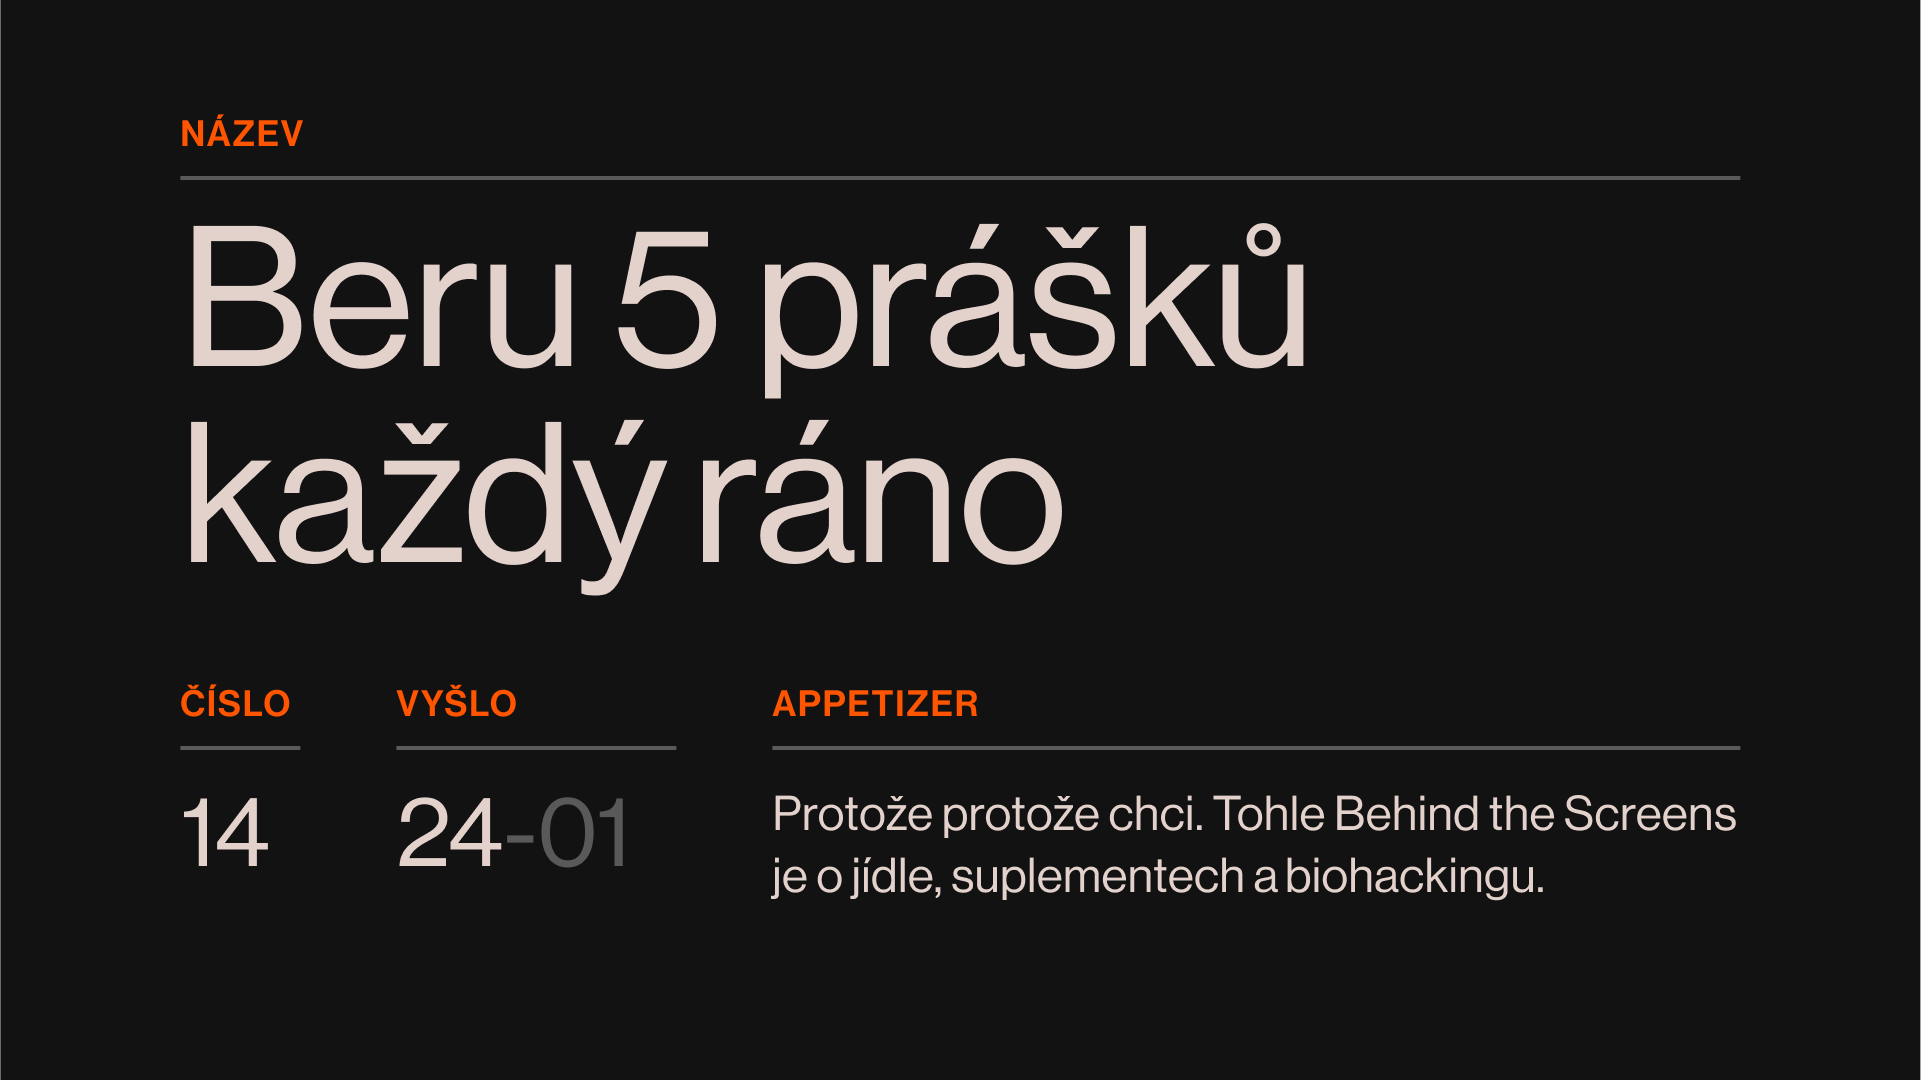 NÁZEV
Beru 5 prášků
každý ráno
ČÍSLO
14
VYŠLO
24-01
APPETIZER
Protože protože chci. Tohle Behind the Screens
je o jídle, suplementech a biohackingu.